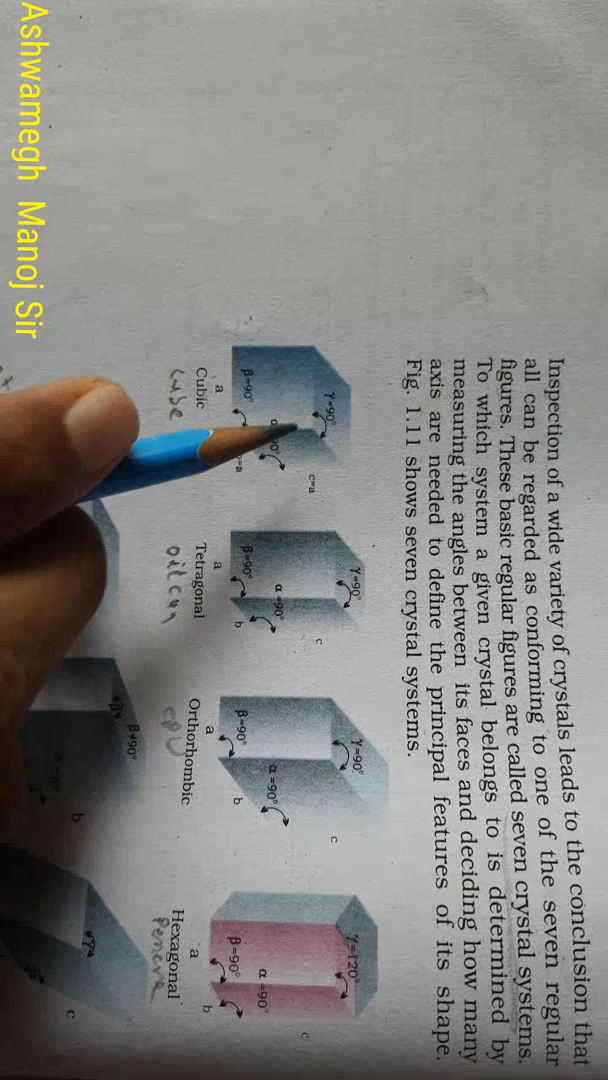 Ashwamegh Manoj Sir
Inspection of a wide variety of crystals leads to the conclusion that
all can be regarded as conforming to one of the seven regular
figures. These basic regular figures are called seven crystal systems.
To which system a given crystal belongs to is determined by
measuring the angles between its faces and deciding how many
axis are needed to define the principal features of its shape.
Fig. 1.11 shows seven crystal systems.
γ=90°
c=a
β=90°
a
Cubic
cube
γ=90°
c
α=90°
β=90°
b
a
Tetragonal
oil can
γ=90°
c
α=90°
β=90°
b
a
Orthorhombic
CPU
γ=120°
c
α=90°
β=90°
b
a
Hexagonal
β≠90°
b
c